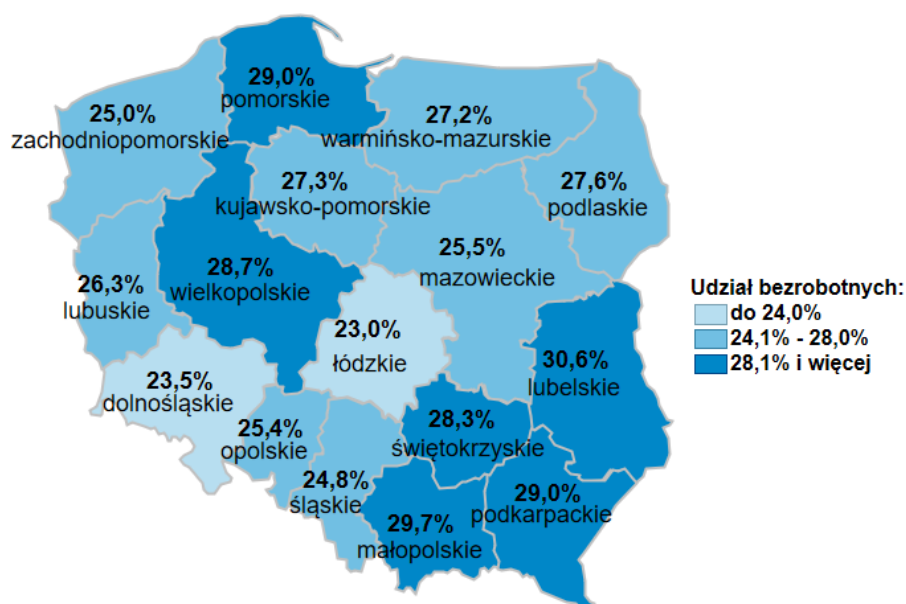 29,0%
pomorskie
25,0%
zachodniopomorskie
27,2%
warmińsko-mazurskie
27,3%
kujawsko-pomorskie
27,6%
podlaskie
25,5%
mazowieckie
26,3%
lubuskie
28,7%
wielkopolskie
23,0%
łódzkie
23,5%
dolnośląskie
30,6%
lubelskie
25,4%
opolskie
28,3%
świętokrzyskie
24,8%
śląskie
29,7%
małopolskie
29,0%
podkarpackie
Udział bezrobotnych:
do 24,0%
24,1% - 28,0%
28,1% i więcej